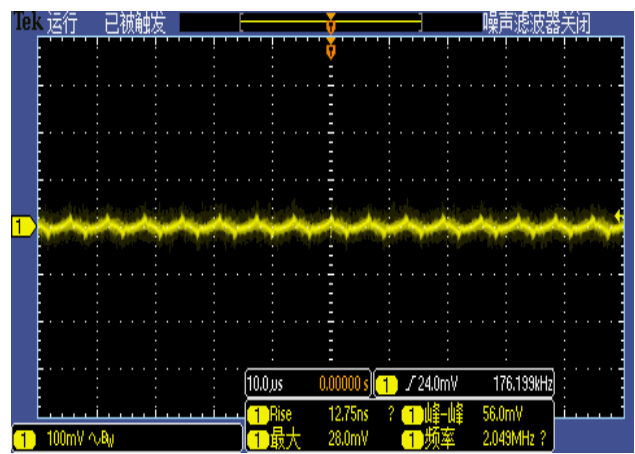 Tek 运行 已被触发 噪声滤波器关闭
1
10.0µs 0.00000 s 1 24.0mV 176.199kHz
1 Rise 12.75ns ? 1 峰-峰 56.0mV
1 最大 28.0mV 1 频率 2.049MHz ?
1 100mV BW